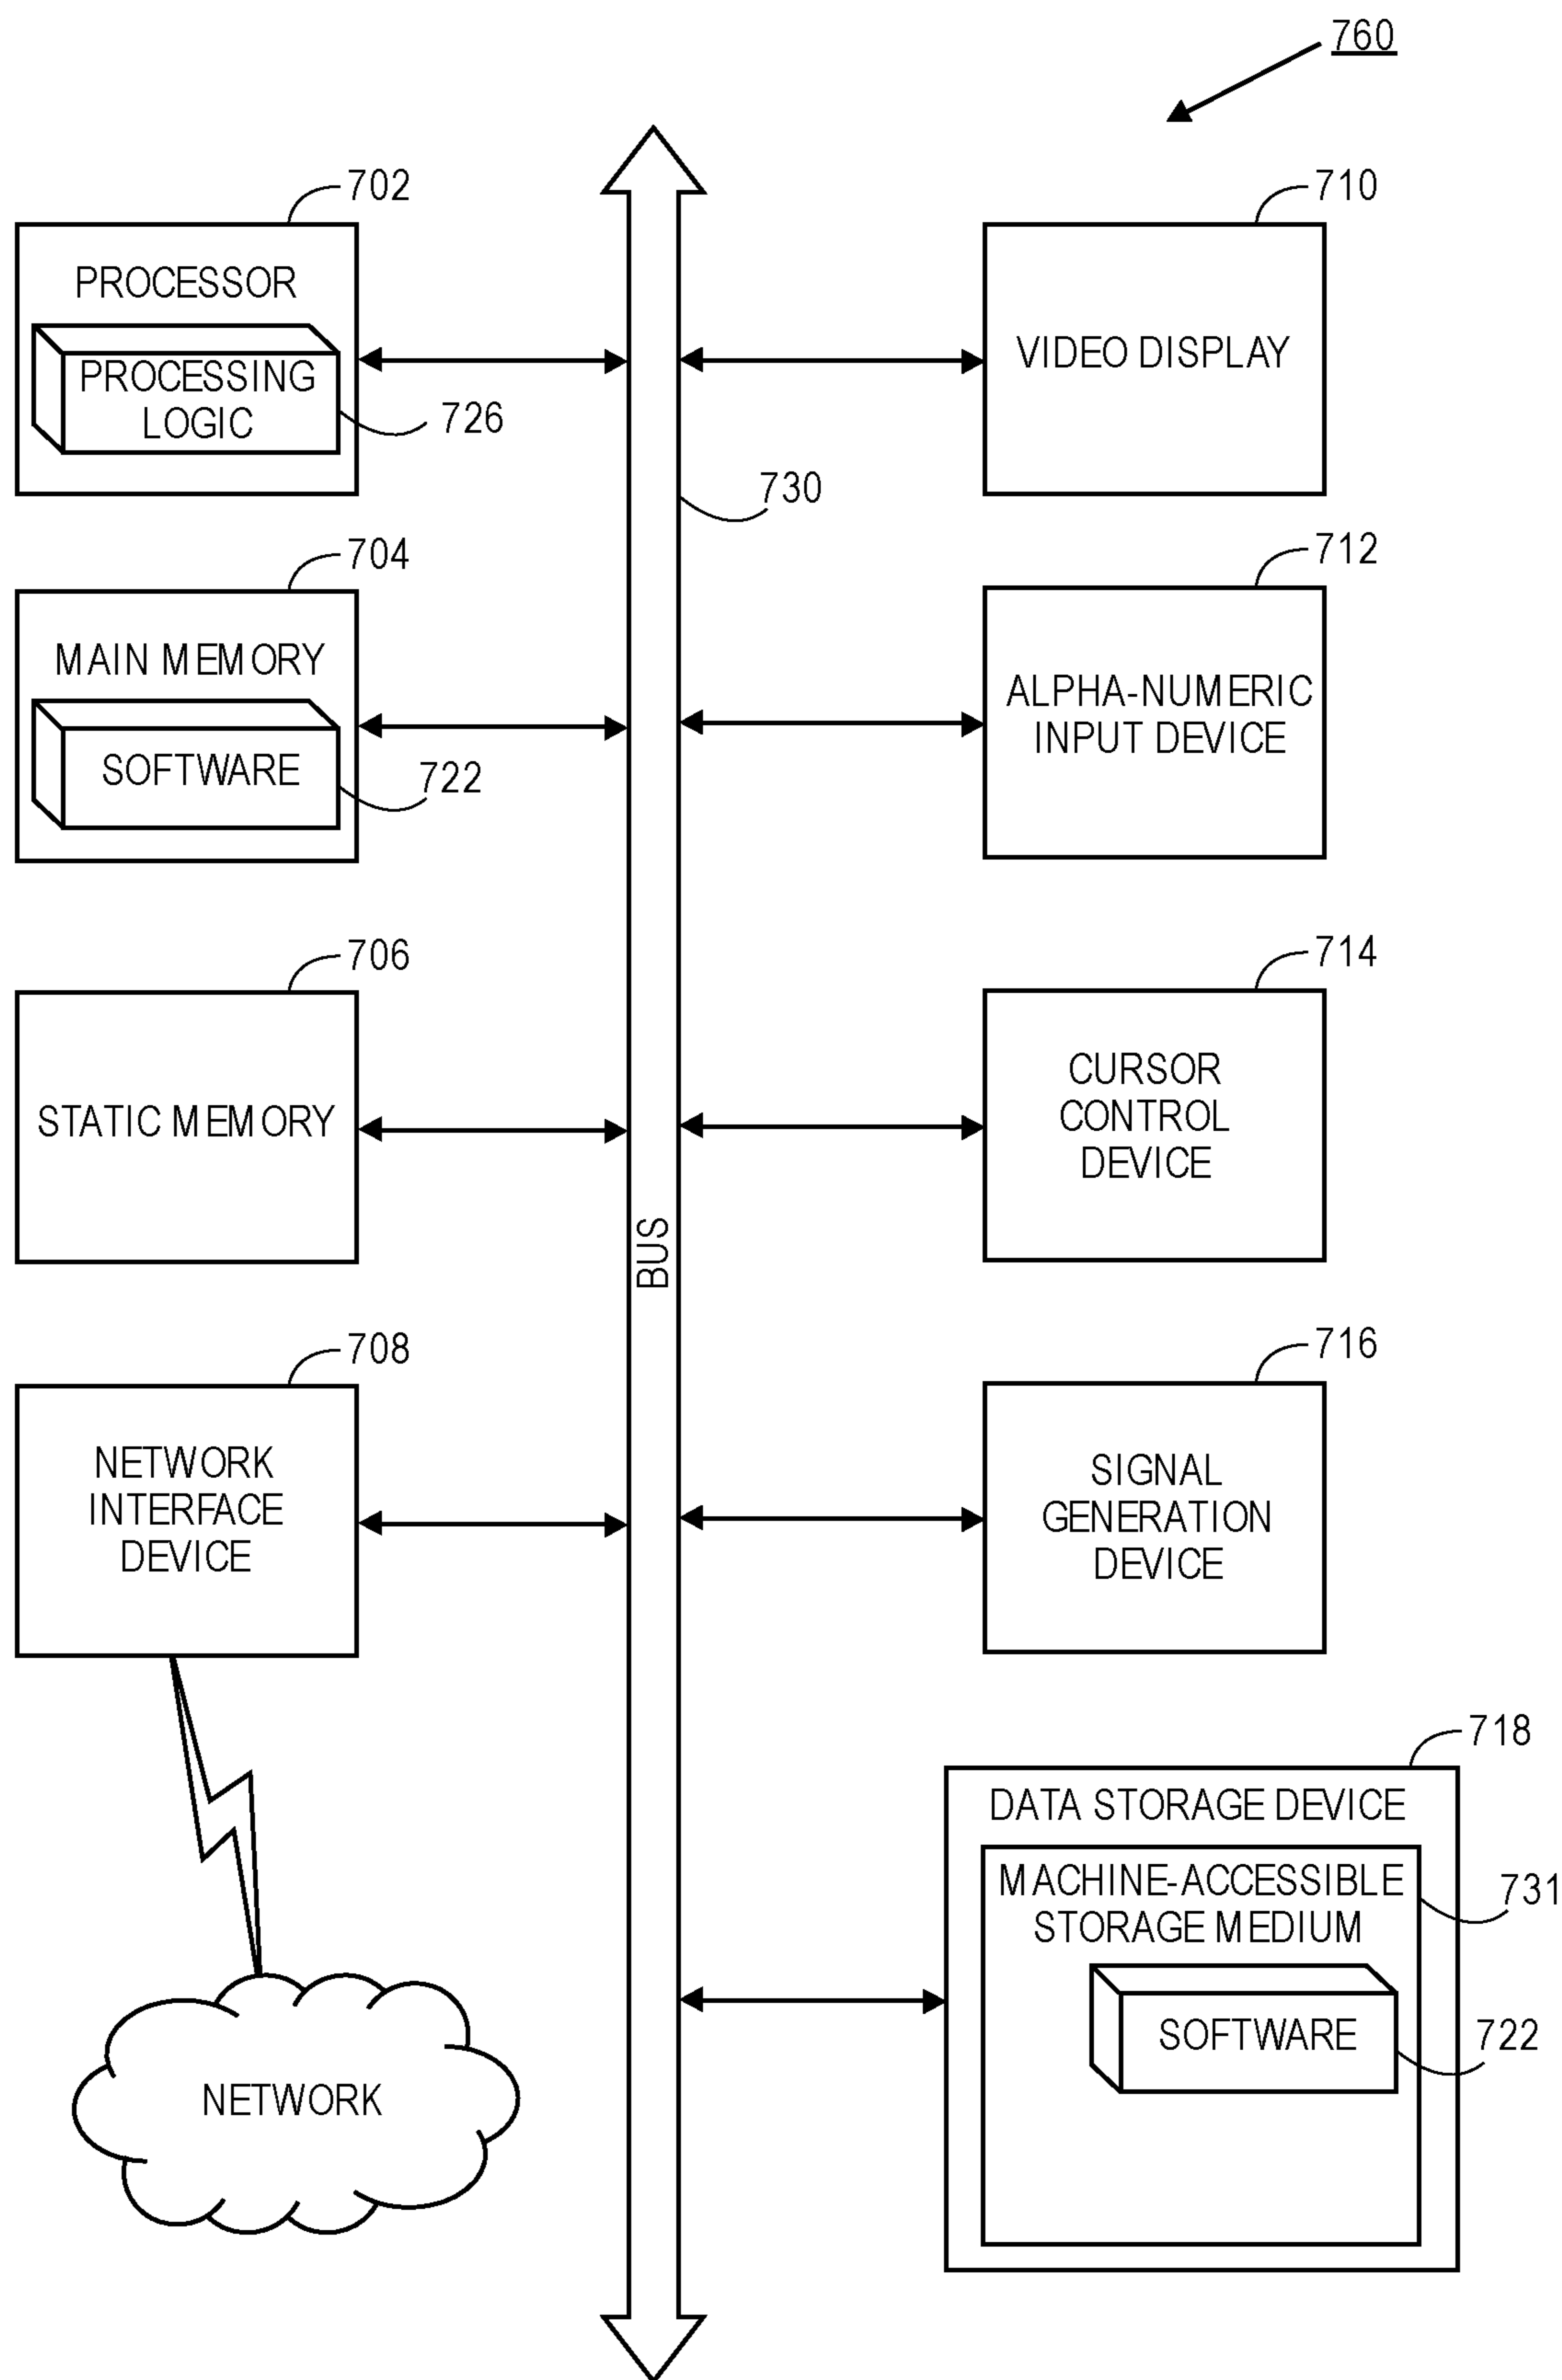 760
702
PROCESSOR
PROCESSING
LOGIC
726
704
MAIN MEMORY
SOFTWARE
722
706
STATIC MEMORY
708
NETWORK
INTERFACE
DEVICE
NETWORK
730
BUS
710
VIDEO DISPLAY
712
ALPHA-NUMERIC
INPUT DEVICE
714
CURSOR
CONTROL
DEVICE
716
SIGNAL
GENERATION
DEVICE
718
DATA STORAGE DEVICE
MACHINE-ACCESSIBLE
STORAGE MEDIUM
731
SOFTWARE
722